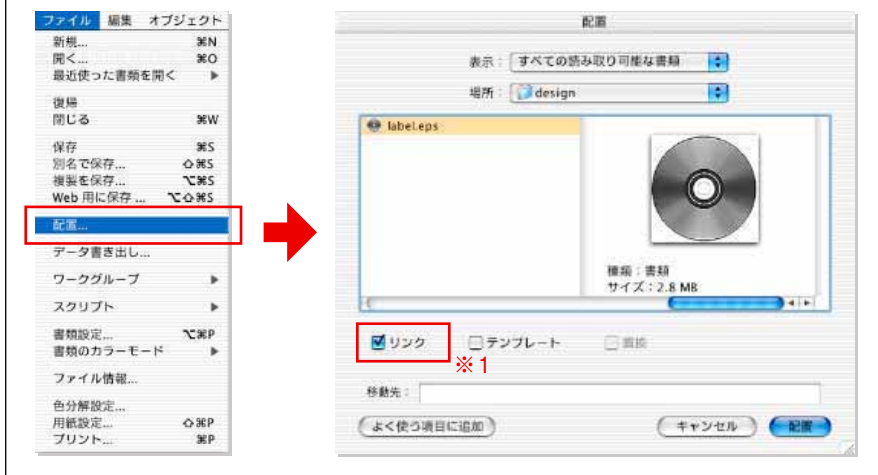 ファイル 編集 オブジェクト
新規... ⌘N
開く... ⌘O
最近使った書類を開く ▶
復帰
閉じる ⌘W
保存 ⌘S
別名で保存... ⇧⌘S
複製を保存... ⌥⌘S
Web 用に保存 ... ⌥⇧⌘S
配置...
データ書き出し...
ワークグループ ▶
スクリプト ▶
書類設定... ⌥⌘P
書類のカラーモード ▶
ファイル情報...
色分解設定...
用紙設定... ⇧⌘P
プリント... ⌘P
配置
表示： すべての読み取り可能な書類
場所： design
label.eps
種類：書類
サイズ：2.8 MB
リンク テンプレート 置換
※1
移動先：
よく使う項目に追加 キャンセル 配置